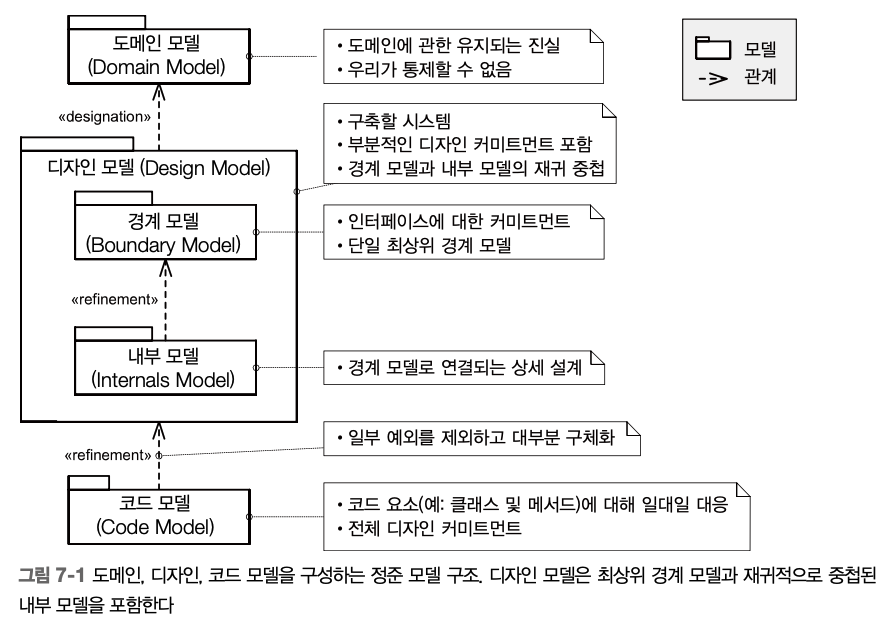 도메인 모델
(Domain Model)
• 도메인에 관한 유지되는 진실
• 우리가 통제할 수 없음
모델
관계
«designation»
• 구축할 시스템
• 부분적인 디자인 커미트먼트 포함
• 경계 모델과 내부 모델의 재귀 중첩
디자인 모델 (Design Model)
경계 모델
(Boundary Model)
• 인터페이스에 대한 커미트먼트
• 단일 최상위 경계 모델
«refinement»
내부 모델
(Internals Model)
• 경계 모델로 연결되는 상세 설계
«refinement»
• 일부 예외를 제외하고 대부분 구체화
코드 모델
(Code Model)
• 코드 요소(예: 클래스 및 메서드)에 대해 일대일 대응
• 전체 디자인 커미트먼트
그림 7-1 도메인, 디자인, 코드 모델을 구성하는 정준 모델 구조. 디자인 모델은 최상위 경계 모델과 재귀적으로 중첩된
내부 모델을 포함한다